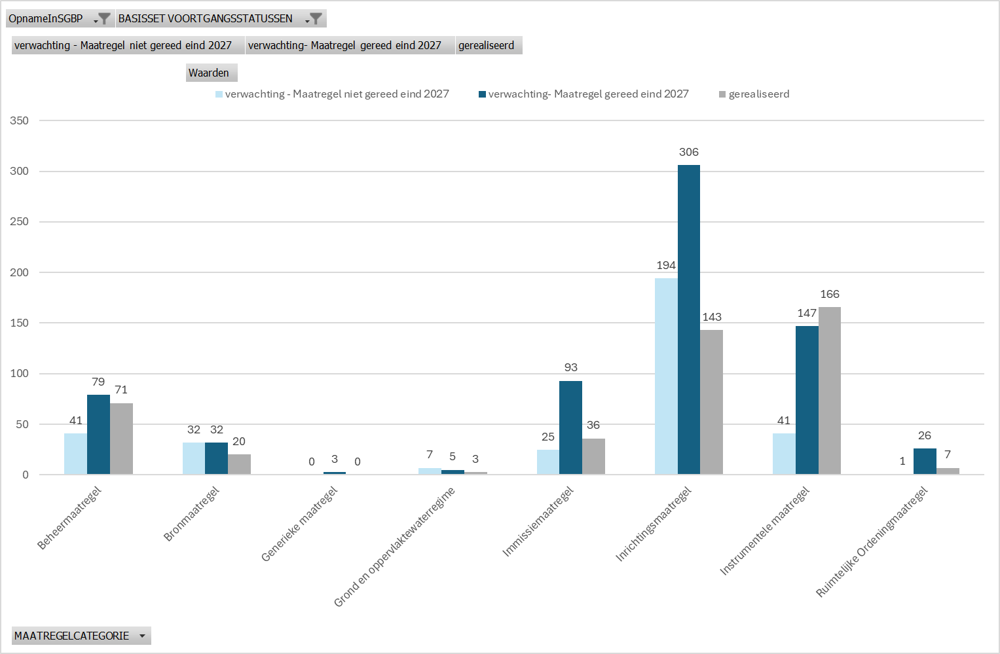 OpnameInSGBP BASISSET VOORTGANGSSTATUSSEN
verwachting - Maatregel niet gereed eind 2027 verwachting- Maatregel gereed eind 2027 gerealiseerd
Waarden
verwachting - Maatregel niet gereed eind 2027 verwachting- Maatregel gereed eind 2027 gerealiseerd
350
300
250
200
150
100
50
0
41 79 71
32 32 20
0 3 0
7 5 3
25 93 36
194 306 143
41 147 166
1 26 7
Beheermaatregel
Bronmaatregel
Generieke maatregel
Grond en oppervlaktewaterregime
Immissiemaatregel
Inrichtingsmaatregel
Instrumentele maatregel
Ruimtelijke Ordeningmaatregel
MAATREGELCATEGORIE